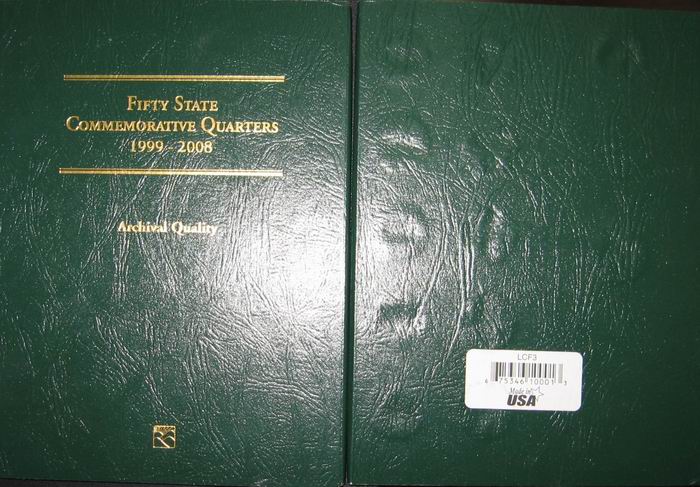 FIFTY STATE
COMMEMORATIVE QUARTERS
1999 - 2008
Archival Quality
LCF3
6 75346 10001 3
Made in
USA